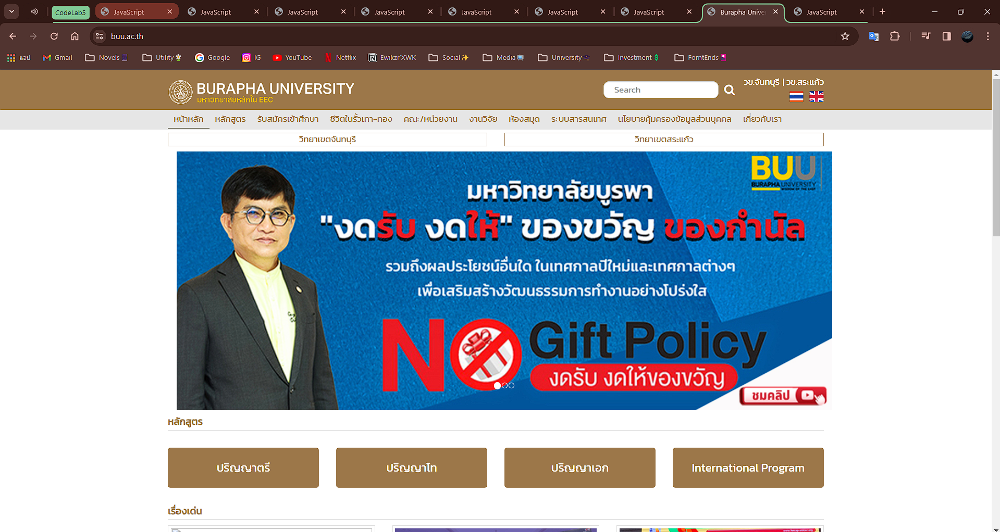 CodeLab5
JavaScript
JavaScript
JavaScript
JavaScript
JavaScript
JavaScript
JavaScript
Burapha Unive
JavaScript
buu.ac.th
แอป
Gmail
Novels
Utility
Google
IG
YouTube
Netflix
Ewikzr`XWK
Social
Media
University
Investment
ForntEnds
BURAPHA UNIVERSITY
มหาวิทยาลัยหลักใน EEC
Search
วข.จันทบุรี | วข.สระแก้ว
หน้าหลัก
หลักสูตร
รับสมัครเข้าศึกษา
ชีวิตในรั้วเทา-ทอง
คณะ/หน่วยงาน
งานวิจัย
ห้องสมุด
ระบบสารสนเทศ
นโยบายคุ้มครองข้อมูลส่วนบุคคล
เกี่ยวกับเรา
วิทยาเขตจันทบุรี
วิทยาเขตสระแก้ว
BUU
BURAPHA UNIVERSITY
WISDOM OF THE EAST
มหาวิทยาลัยบูรพา
"งดรับ งดให้" ของขวัญ ของกำนัล
รวมถึงผลประโยชน์อื่นใด ในเทศกาลปีใหม่และเทศกาลต่างๆ
เพื่อเสริมสร้างวัฒนธรรมการทำงานอย่างโปร่งใส
NO Gift Policy
งดรับ งดให้ของขวัญ
ชมคลิป
หลักสูตร
ปริญญาตรี
ปริญญาโท
ปริญญาเอก
International Program
เรื่องเด่น